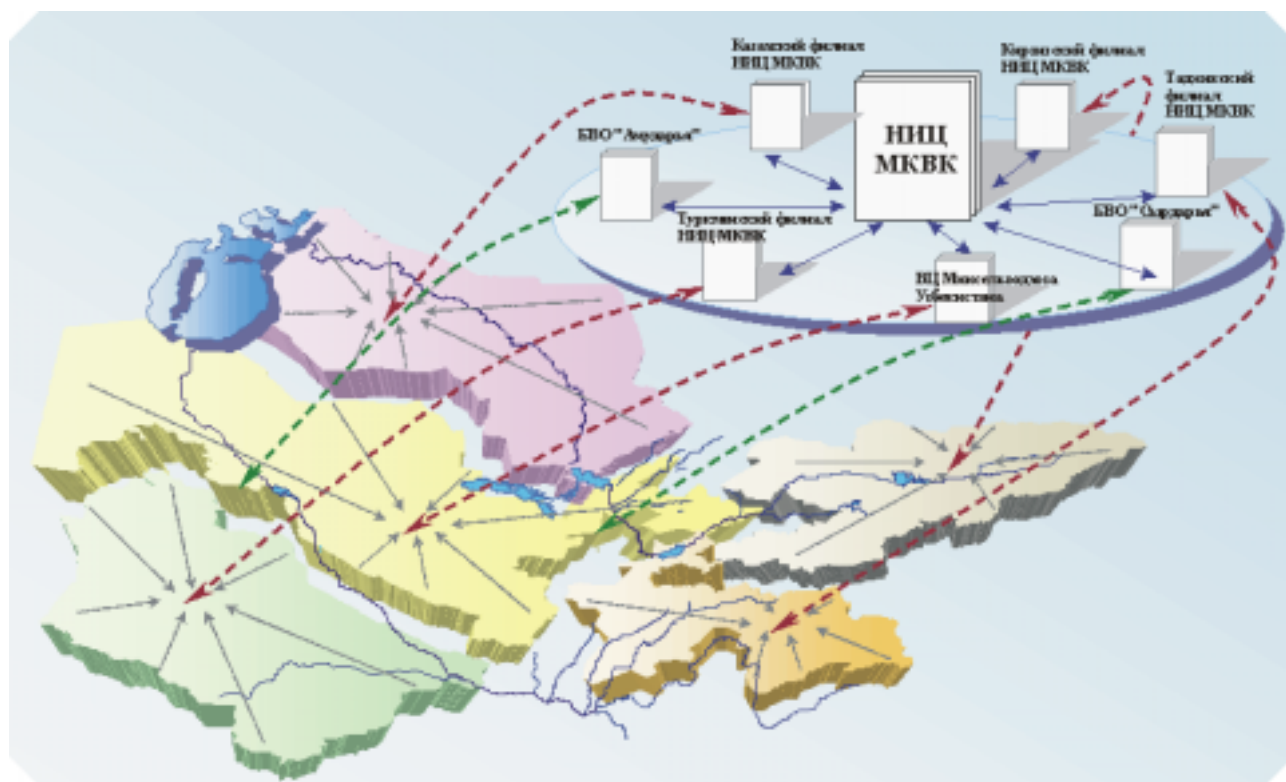 Казахский филиал
НИЦ МКВК
Киргизский филиал
НИЦ МКВК
Таджикский
филиал
НИЦ МКВК
БВО "Амударья"
НИЦ
МКВК
Туркменский филиал
НИЦ МКВК
БВО "Сырдарья"
ВЦ Минсельводхоза
Узбекистана